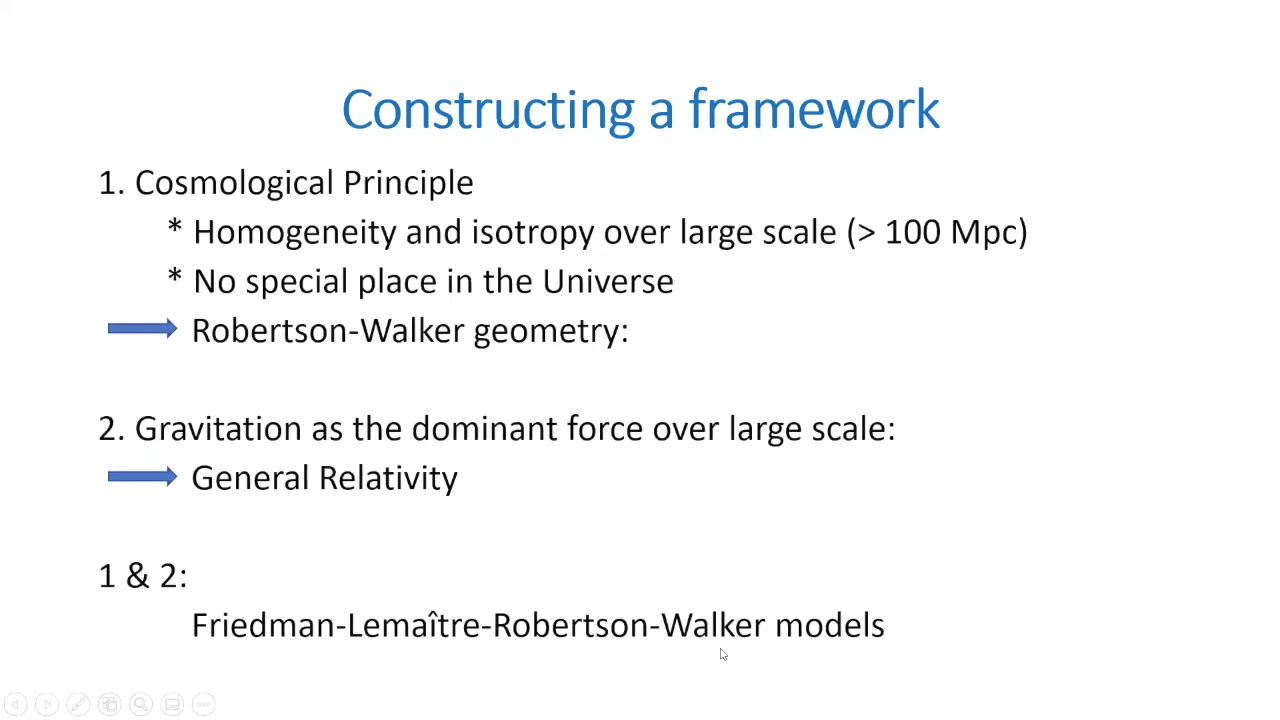 Constructing a framework
1. Cosmological Principle
* Homogeneity and isotropy over large scale (> 100 Mpc)
* No special place in the Universe
Robertson-Walker geometry:
2. Gravitation as the dominant force over large scale:
General Relativity
1 & 2:
Friedman-Lemaître-Robertson-Walker models